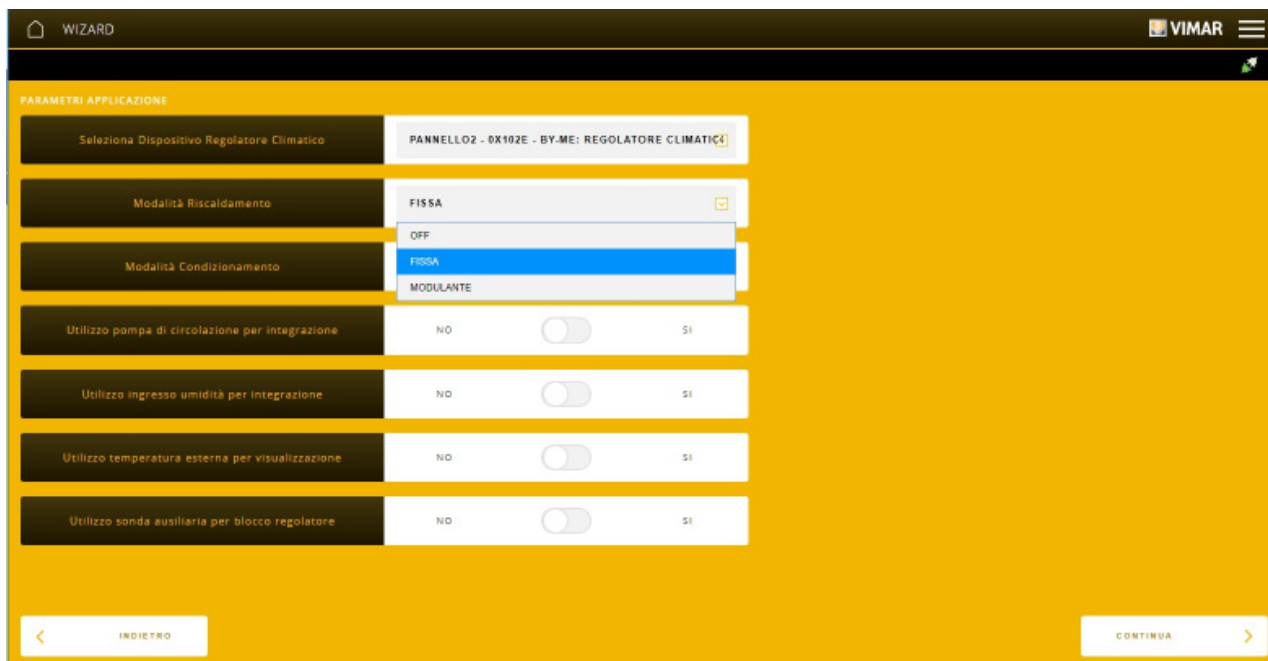 WIZARD
VIMAR
PARAMETRI APPLICAZIONE
Seleziona Dispositivo Regolatore Climatico
PANNELLO2 - 0X102E - BY-ME: REGOLATORE CLIMATIC
Modalità Riscaldamento
FISSA
OFF
FISSA
MODULANTE
Modalità Condizionamento
Utilizzo pompa di circolazione per integrazione
NO SI
Utilizzo ingresso umidità per integrazione
NO SI
Utilizzo temperatura esterna per visualizzazione
NO SI
Utilizzo sonda ausiliaria per blocco regolatore
NO SI
INDIETRO
CONTINUA